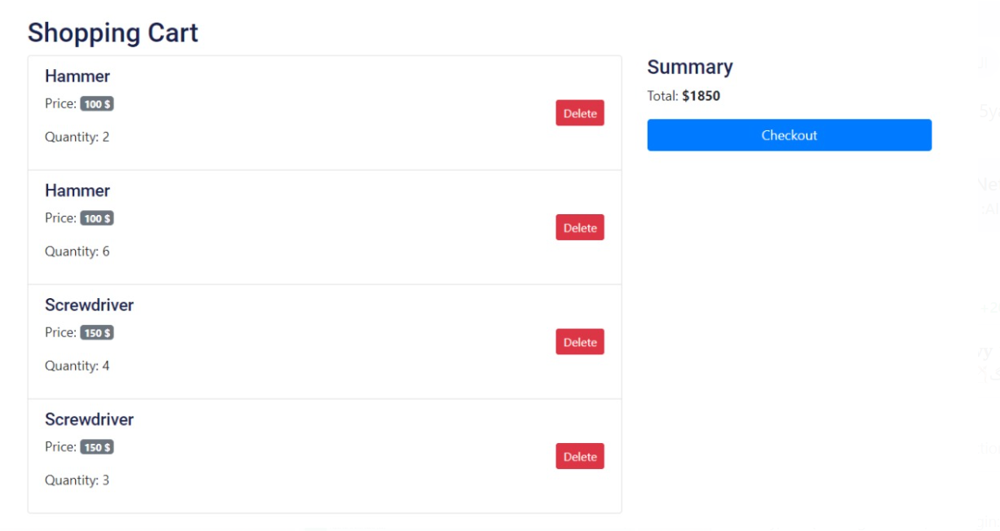 Shopping Cart
Hammer
Price: 100 $
Quantity: 2
Delete
Hammer
Price: 100 $
Quantity: 6
Delete
Screwdriver
Price: 150 $
Quantity: 4
Delete
Screwdriver
Price: 150 $
Quantity: 3
Delete
Summary
Total: $1850
Checkout